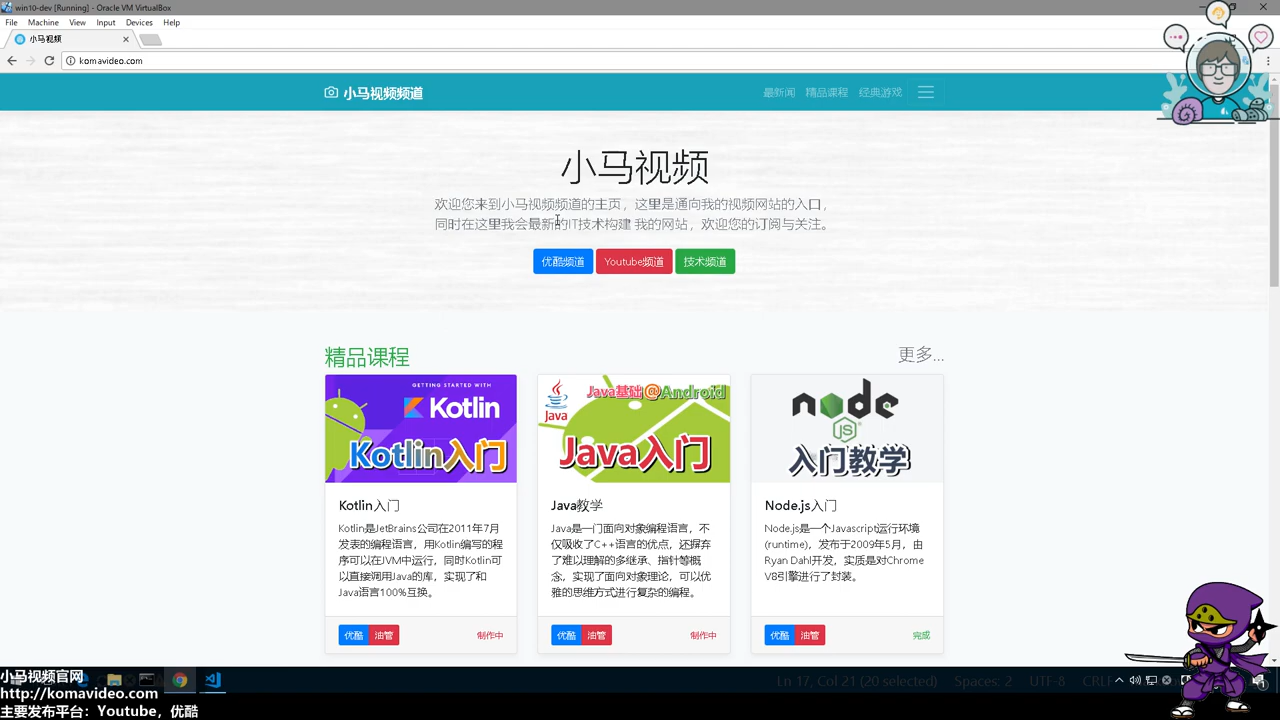 win10-dev [Running] - Oracle VM VirtualBox
File Machine View Input Devices Help
小马视频
komavideo.com
小马视频频道
最新闻 精品课程 经典游戏
小马视频
欢迎您来到小马视频频道的主页，这里是通向我的视频网站的入口，
同时在这里我会最新的IT技术构建 我的网站，欢迎您的订阅与关注。
优酷频道 Youtube频道 技术频道
精品课程
更多...
GETTING STARTED WITH
Kotlin
Kotlin入门
Java
Java基础@Android
Java入门
node
JS
入门教学
Kotlin入门
Kotlin是JetBrains公司在2011年7月
发表的编程语言，用Kotlin编写的程
序可以在JVM中运行，同时Kotlin可
以直接调用Java的库，实现了和
Java语言100%互换。
优酷 油管 制作中
Java教学
Java是一门面向对象编程语言，不
仅吸收了C++语言的优点，还摒弃
了难以理解的多继承、指针等概
念，实现了面向对象理论，可以优
雅的思维方式进行复杂的编程。
优酷 油管 制作中
Node.js入门
Node.js是一个Javascript运行环境
(runtime)，发布于2009年5月，由
Ryan Dahl开发，实质是对Chrome
V8引擎进行了封装。
优酷 油管 完成
Ln 17, Col 21 (20 selected) Spaces: 2 UTF-8 CRLF
小马视频官网
http://komavideo.com
主要发布平台：Youtube，优酷